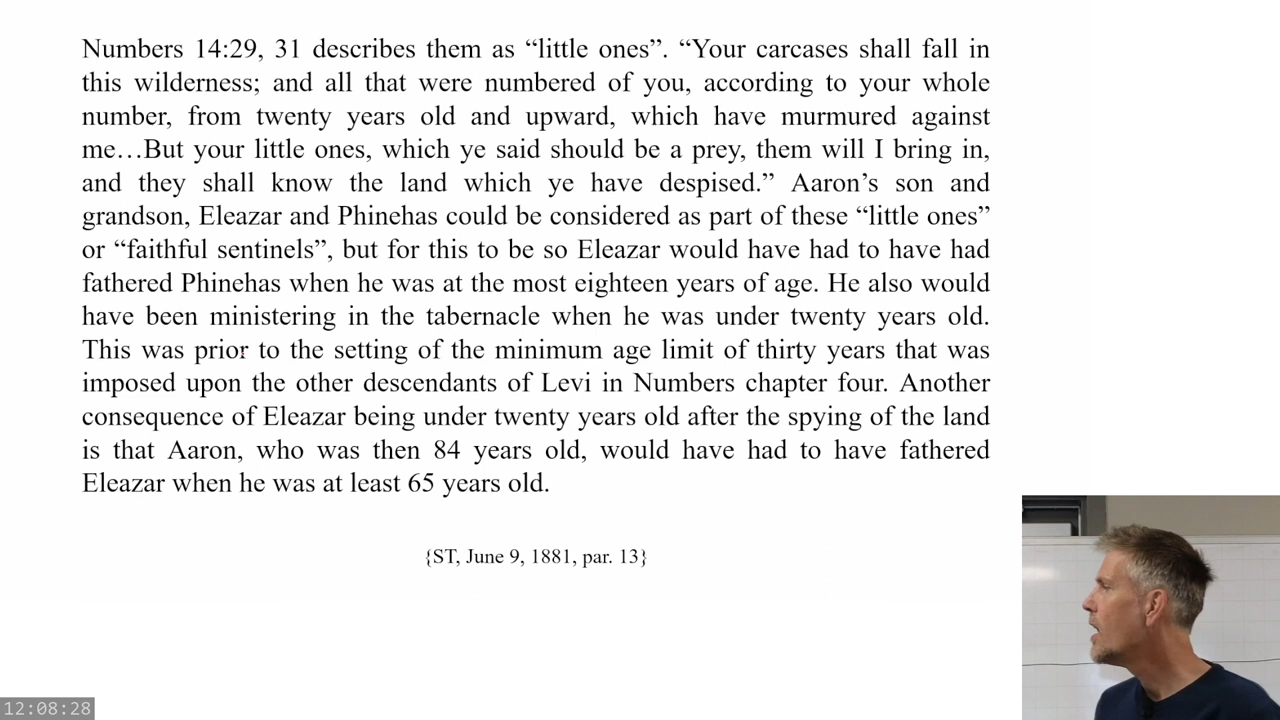 Numbers 14:29, 31 describes them as “little ones”. “Your carcases shall fall in
this wilderness; and all that were numbered of you, according to your whole
number, from twenty years old and upward, which have murmured against
me…But your little ones, which ye said should be a prey, them will I bring in,
and they shall know the land which ye have despised.” Aaron’s son and
grandson, Eleazar and Phinehas could be considered as part of these “little ones”
or “faithful sentinels”, but for this to be so Eleazar would have had to have had
fathered Phinehas when he was at the most eighteen years of age. He also would
have been ministering in the tabernacle when he was under twenty years old.
This was prior to the setting of the minimum age limit of thirty years that was
imposed upon the other descendants of Levi in Numbers chapter four. Another
consequence of Eleazar being under twenty years old after the spying of the land
is that Aaron, who was then 84 years old, would have had to have fathered
Eleazar when he was at least 65 years old.
{ST, June 9, 1881, par. 13}
12:08:28